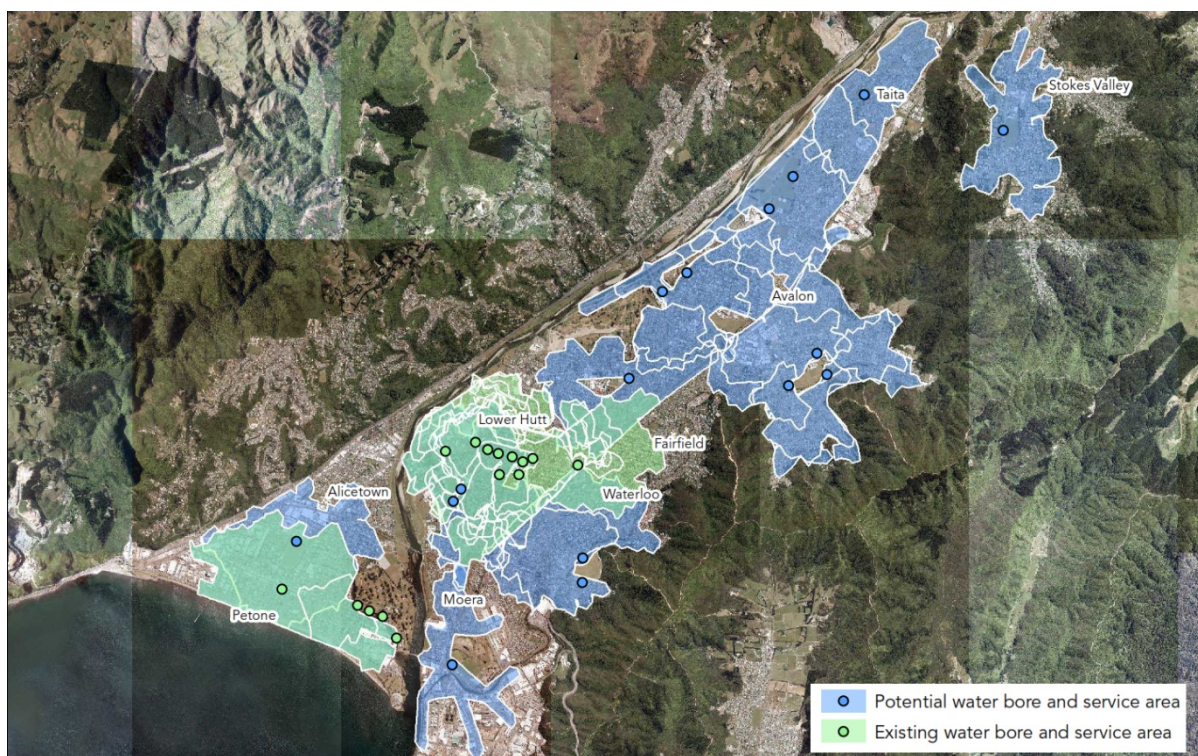 Taita
Stokes Valley
Avalon
Lower Hutt
Fairfield
Alicetown
Waterloo
Moera
Petone
Potential water bore and service area
Existing water bore and service area